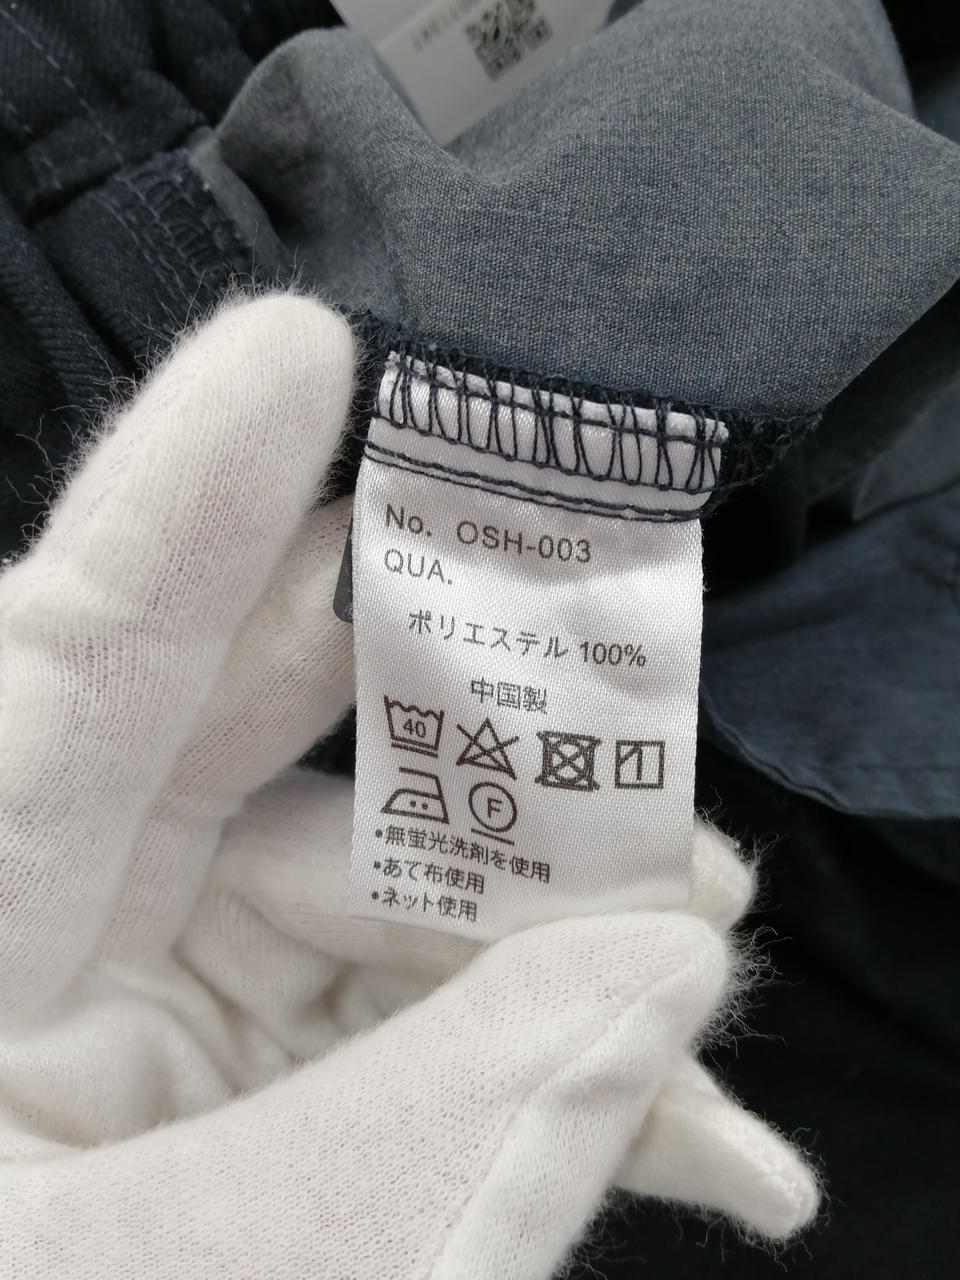 No. OSH-003
QUA.
ポリエステル 100%
中国製
40
F
•無蛍光洗剤を使用
•あて布使用
•ネット使用